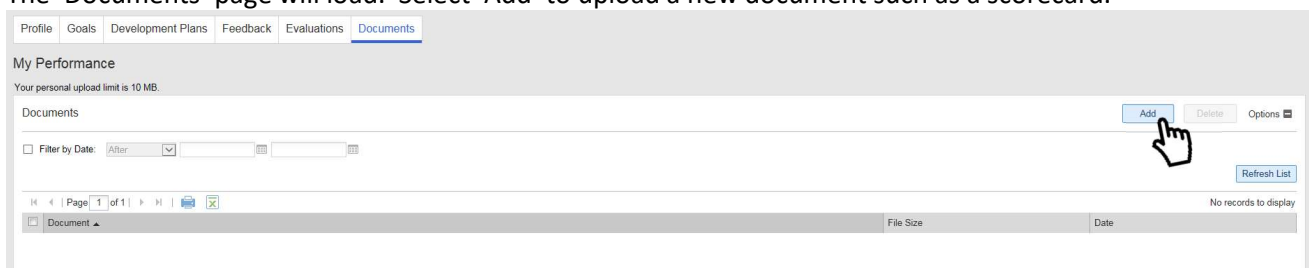 The 'Documents' page will load. Select 'Add' to upload a new document such as a scorecard.
Profile Goals Development Plans Feedback Evaluations Documents
My Performance
Your personal upload limit is 10 MB.
Documents Add Delete Options
Filter by Date: After
Refresh List
Page 1 of 1
No records to display
Document File Size Date